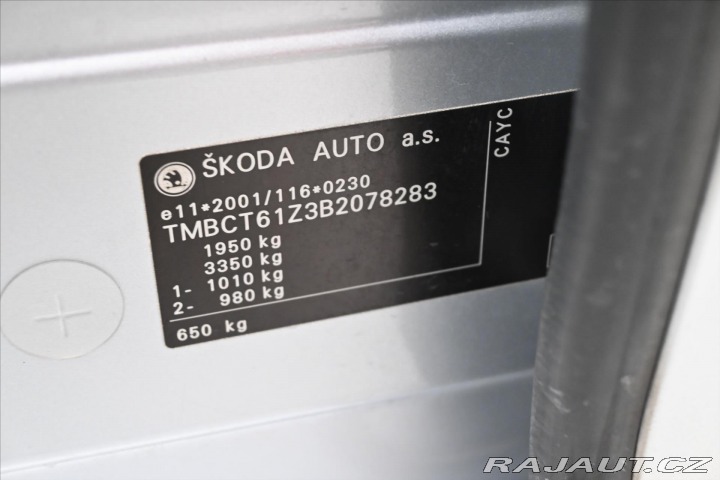 ŠKODA AUTO a.s.
e11*2001/116*0230
TMBCT61Z3B2078283
1950 kg
3350 kg
1- 1010 kg
2- 980 kg
650 kg
CAYC
RAJAUT.CZ